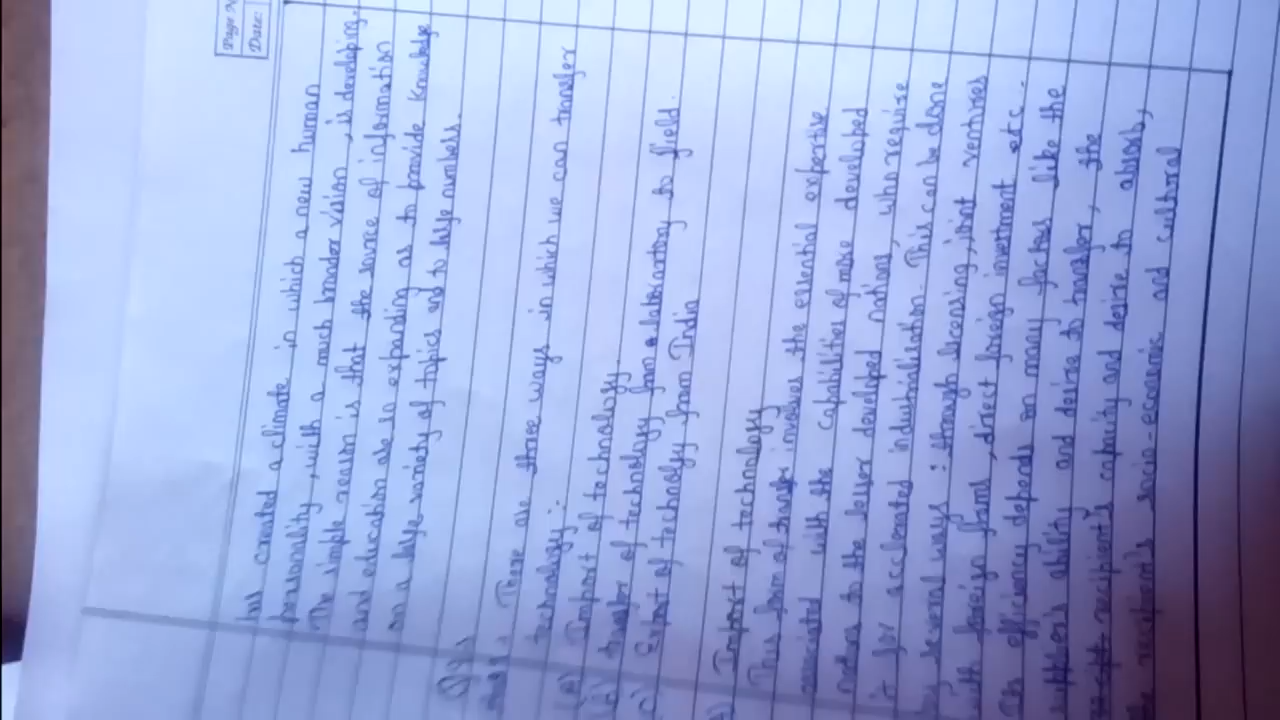 Page No.
Date:
has created a climate in which a new human
personality, with a much broader vision, is developing.
The simple reason is that the source of information
and education are so expanding as to provide knowledge
on a large variety of topics and to large numbers.
Q4)
There are three ways in which we can transfer
technology:
(a) Import of technology
(b) transfer of technology from a laboratory to field.
(c) Export of technology from India
Import of technology
This form of transfer involves the essential expertise
associated with the capabilities of more developed
nations to the lesser developed nations, who require
it for accelerated industrialisation. This can be done
by several ways: through licensing, joint ventures
with foreign firms, direct foreign investment etc..
Its efficiency depends on many factors like the
supplier's ability and desire to transfer, the
recipient's capacity and desire to absorb,
the recipient's socio-economic and cultural